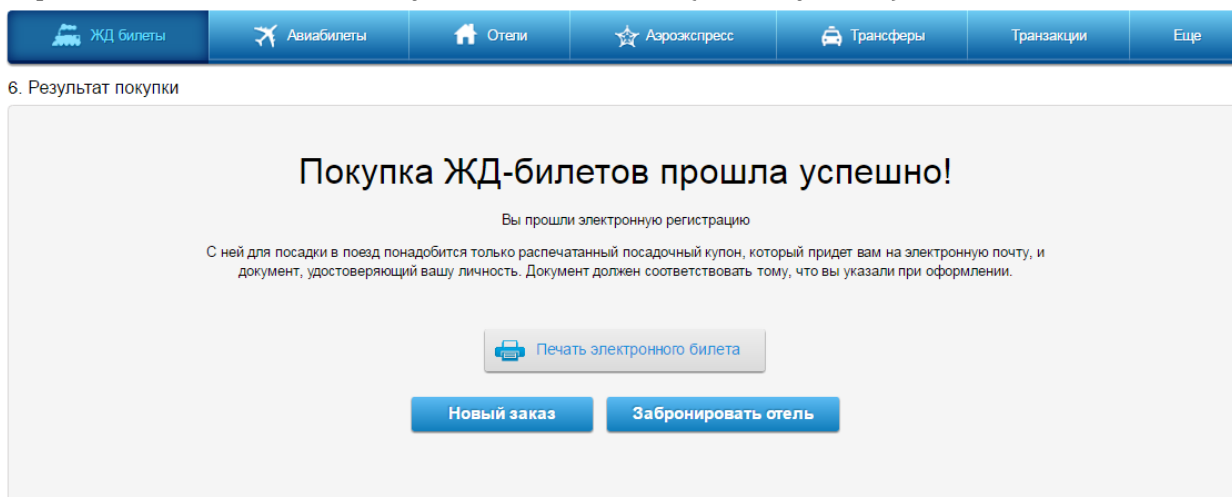 ЖД билеты
Авиабилеты
Отели
Аэроэкспресс
Трансферы
Транзакции
Еще
6. Результат покупки
Покупка ЖД-билетов прошла успешно!
Вы прошли электронную регистрацию
С ней для посадки в поезд понадобится только распечатанный посадочный купон, который придет вам на электронную почту, и
документ, удостоверяющий вашу личность. Документ должен соответствовать тому, что вы указали при оформлении.
Печать электронного билета
Новый заказ
Забронировать отель